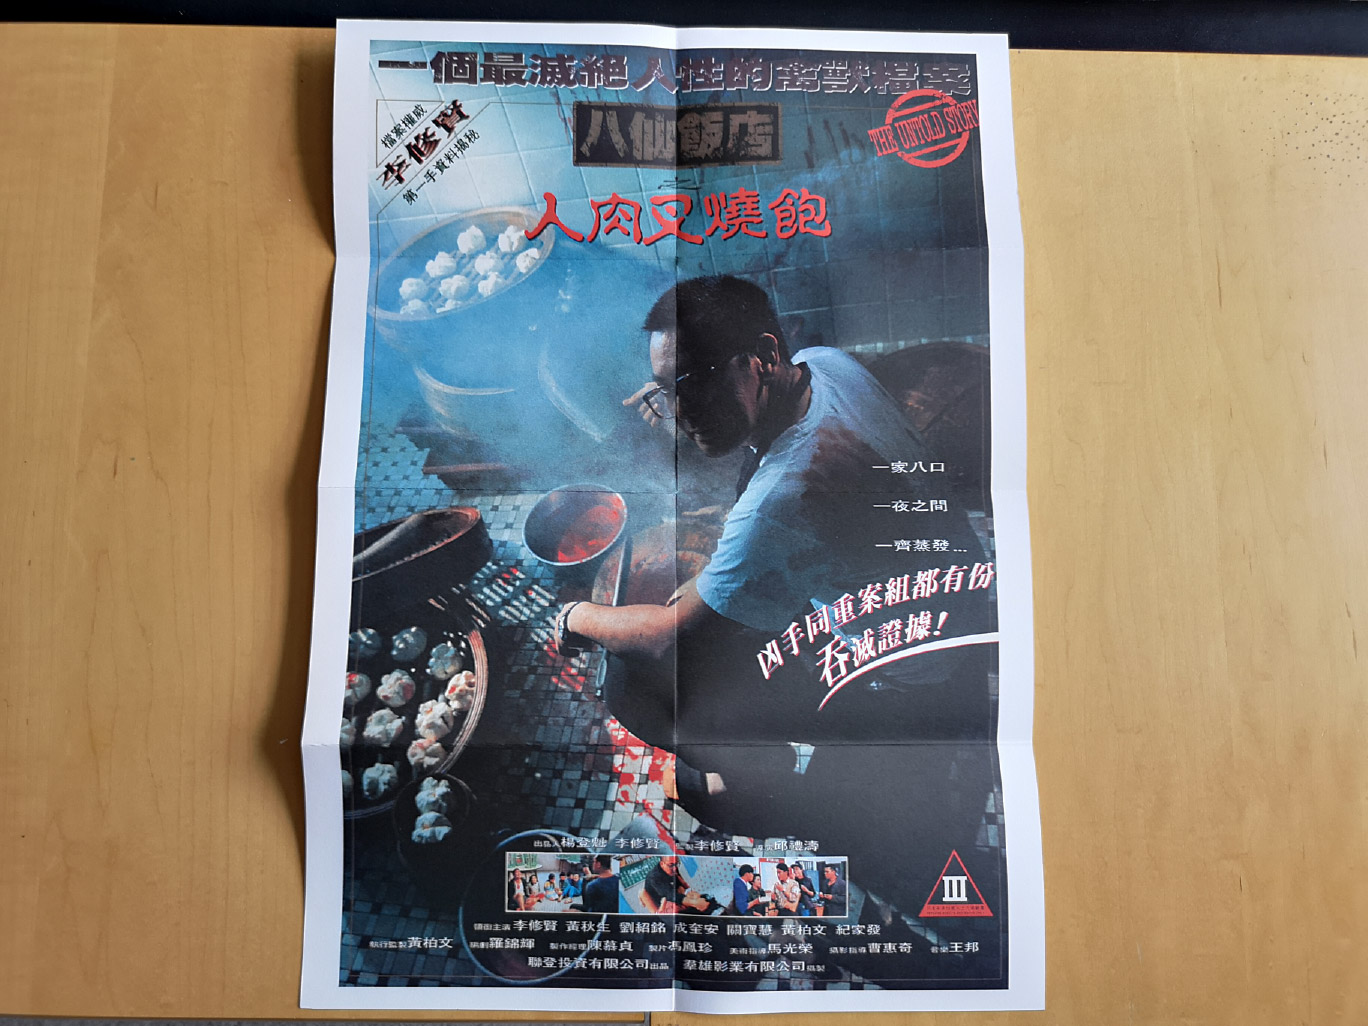 一個最滅絕人性的禽獸檔案
檔案權威
李修賢
第一手資料揭秘
THE UNTOLD STORY
八仙飯店
之
人肉叉燒飽
一家八口
一夜之間
一齊蒸發...
凶手同重案組都有份
吞滅證據!
出品人楊登魁 李修賢 監製李修賢 導演邱禮濤
III
領銜主演李修賢 黃秋生 劉紹銘 成奎安 關寶慧 黃柏文 紀家發
執行監製黃柏文 編劇羅錦輝 製作經理陳慕貞 製片馮鳳珍 美術指導馬光榮 攝影指導曹惠奇 音樂王邦
聯登投資有限公司出品 羣雄影業有限公司攝製